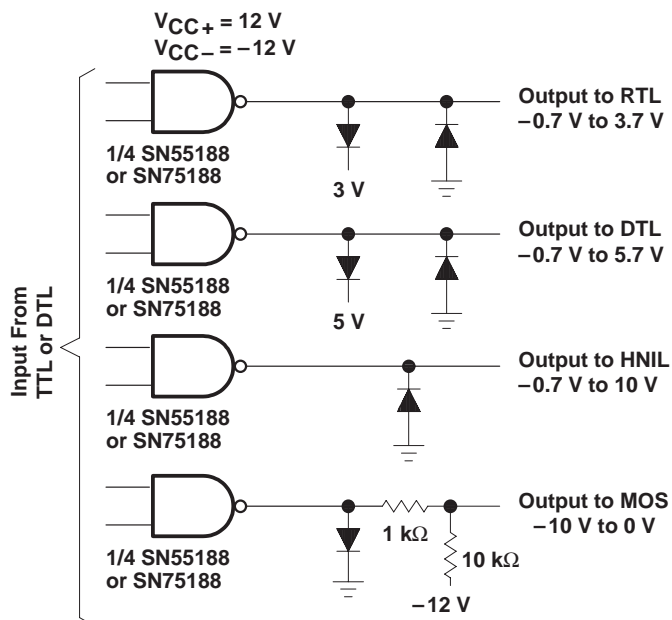 VCC+ = 12 V
VCC− = −12 V
Output to RTL
−0.7 V to 3.7 V
1/4 SN55188
or SN75188
3 V
Output to DTL
−0.7 V to 5.7 V
1/4 SN55188
or SN75188
5 V
Input From
TTL or DTL
Output to HNIL
−0.7 V to 10 V
1/4 SN55188
or SN75188
Output to MOS
−10 V to 0 V
1 kΩ
1/4 SN55188
or SN75188
10 kΩ
−12 V